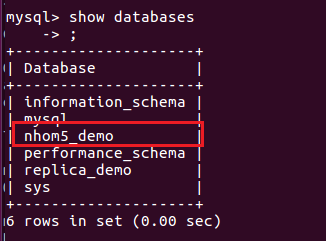 mysql> show databases
    -> ;
+--------------------+
| Database           |
+--------------------+
| information_schema |
| mysql              |
| nhom5_demo         |
| performance_schema |
| replica_demo       |
| sys                |
+--------------------+
6 rows in set (0.00 sec)